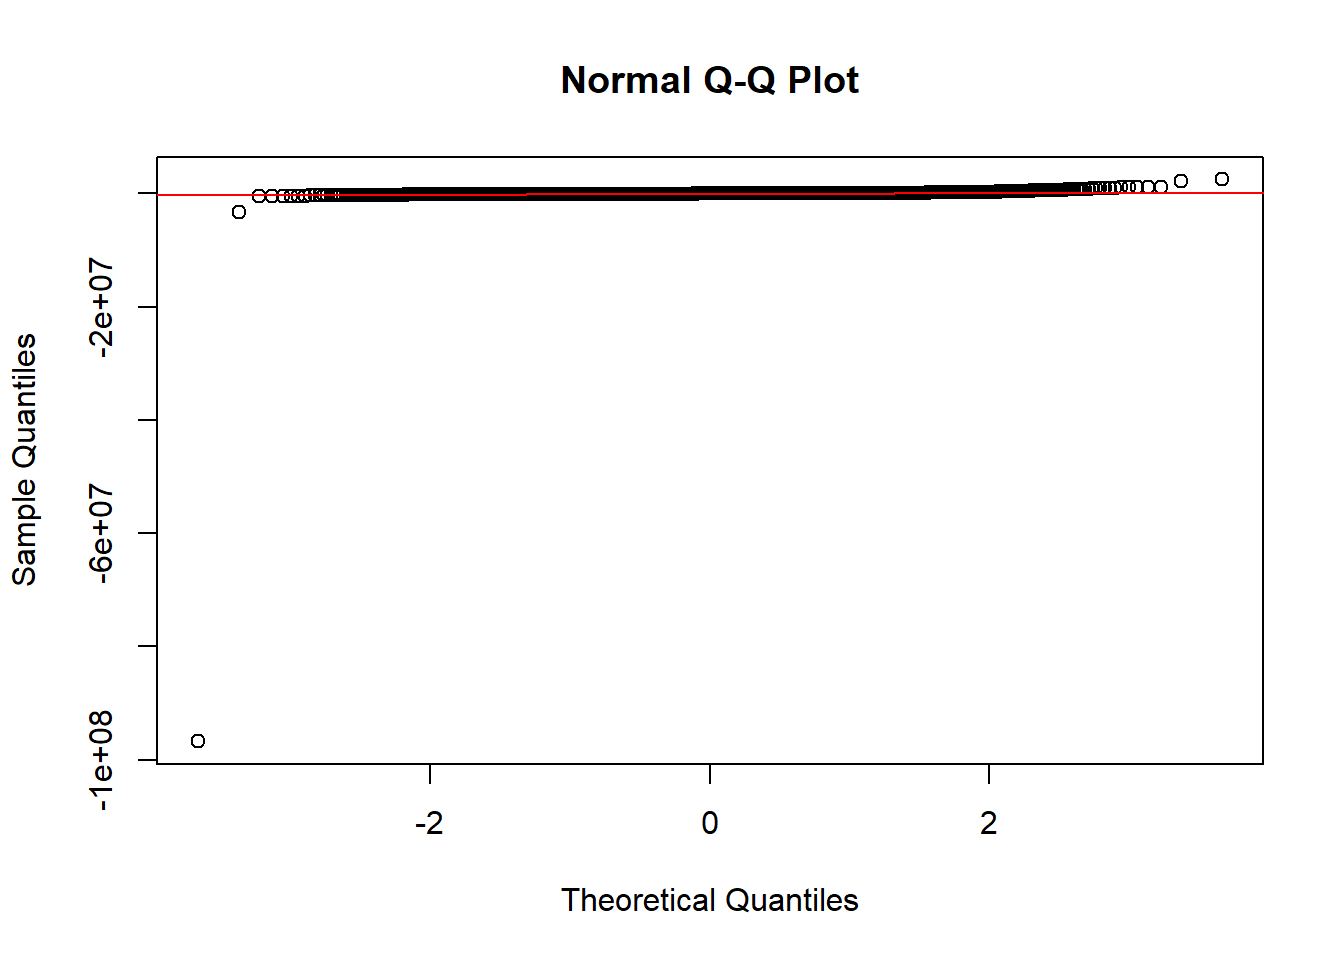 Normal Q-Q Plot
Sample Quantiles
-2e+07
-6e+07
-1e+08
-2 0 2
Theoretical Quantiles